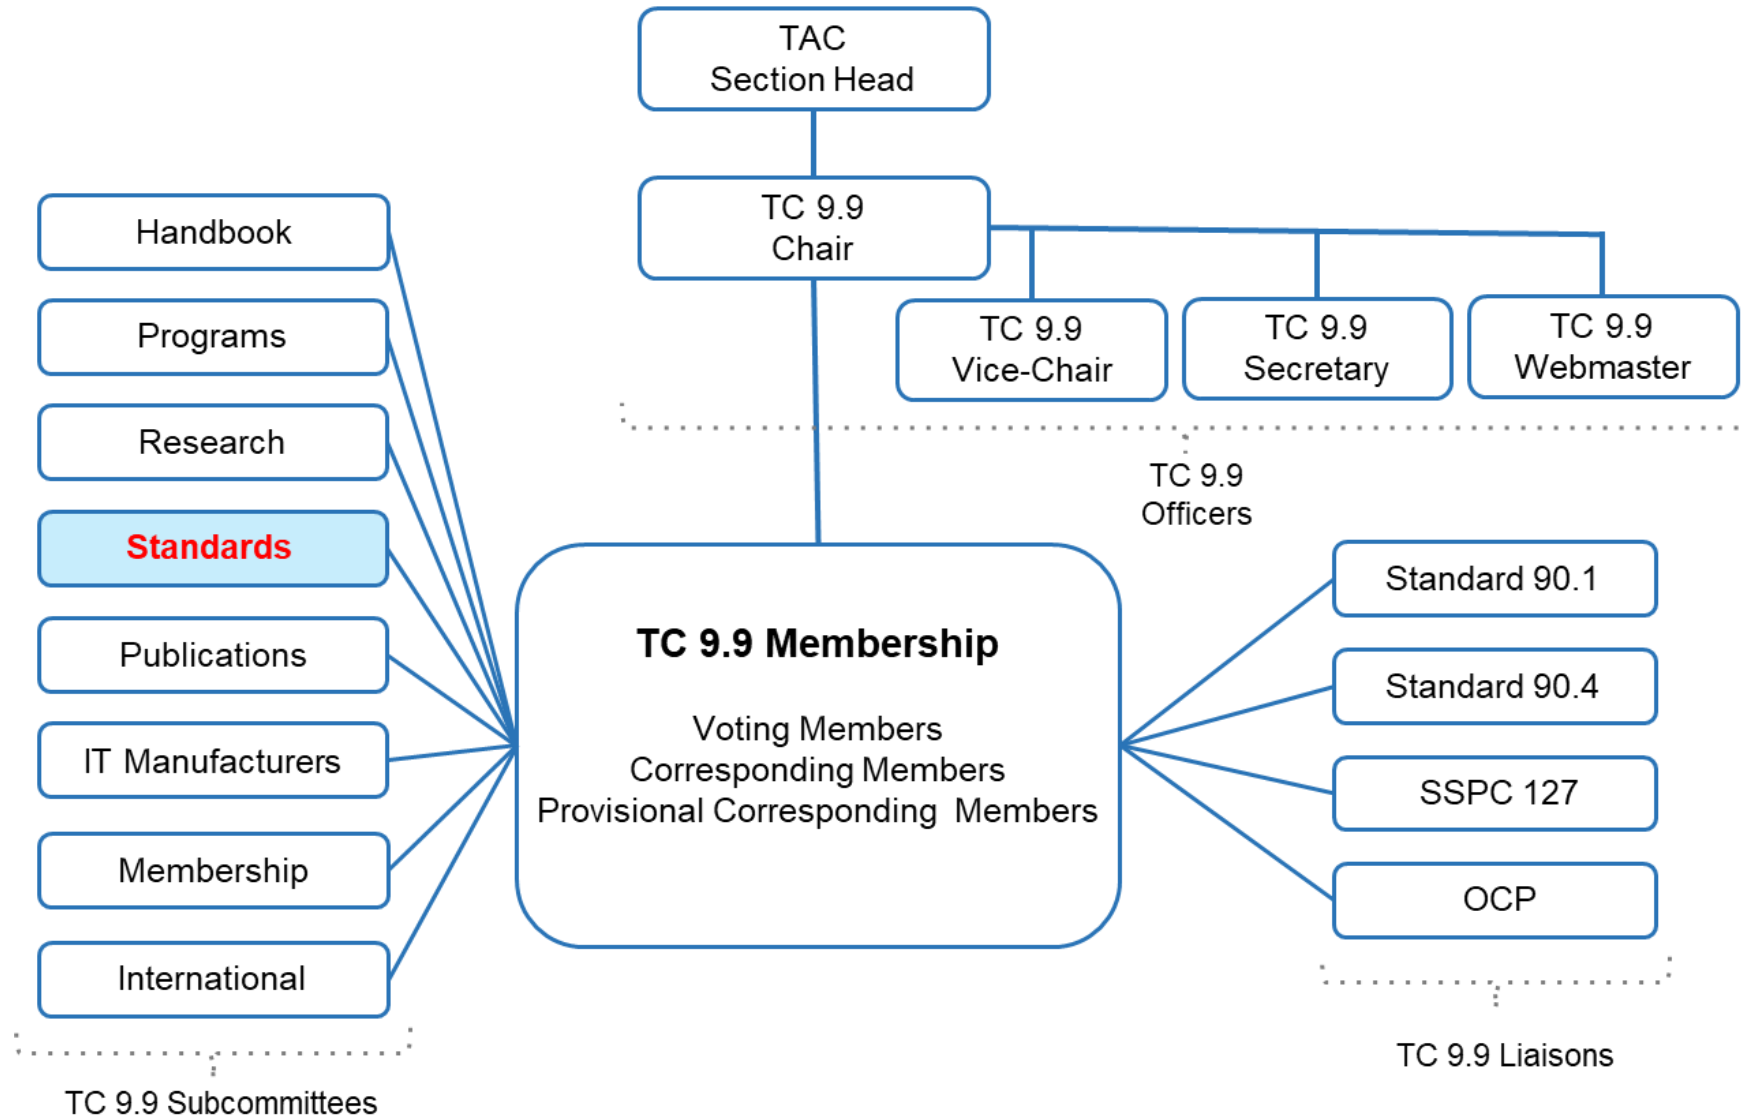 TAC
Section Head
TC 9.9
Chair
TC 9.9
Vice-Chair
TC 9.9
Secretary
TC 9.9
Webmaster
TC 9.9
Officers
Handbook
Programs
Research
Standards
Publications
IT Manufacturers
Membership
International
TC 9.9 Subcommittees
TC 9.9 Membership
Voting Members
Corresponding Members
Provisional Corresponding Members
Standard 90.1
Standard 90.4
SSPC 127
OCP
TC 9.9 Liaisons